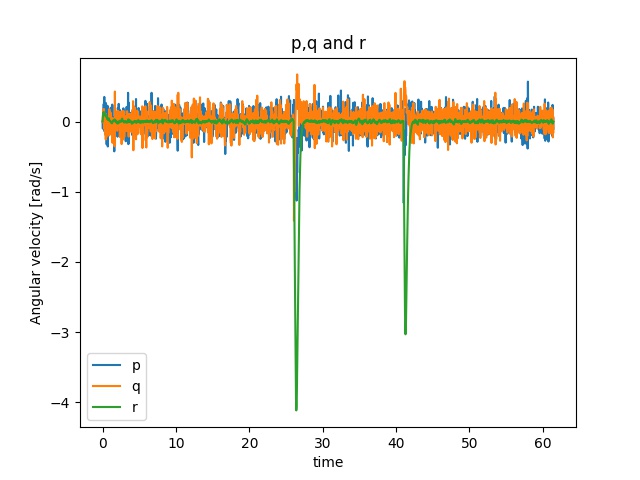 p,q and r
Angular velocity [rad/s]
0
−1
−2
−3
−4
p
q
r
0 10 20 30 40 50 60
time